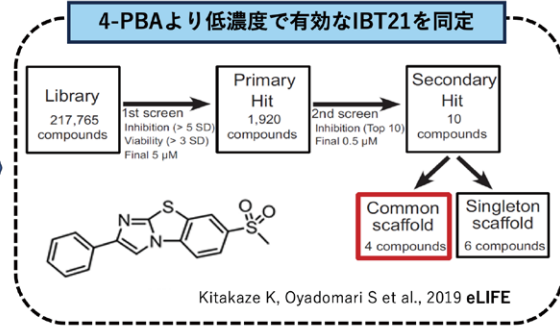 4-PBAより低濃度で有効なIBT21を同定
Library
217,765
compounds
1st screen
Inhibition (> 5 SD)
Viability (> 3 SD)
Final 5 µM
Primary
Hit
1,920
compounds
2nd screen
Inhibition (Top 10)
Final 0.5 µM
Secondary
Hit
10
compounds
Common
scaffold
4 compounds
Singleton
scaffold
6 compounds
S
N
N
O
O
S
Kitakaze K, Oyadomari S et al., 2019 eLIFE